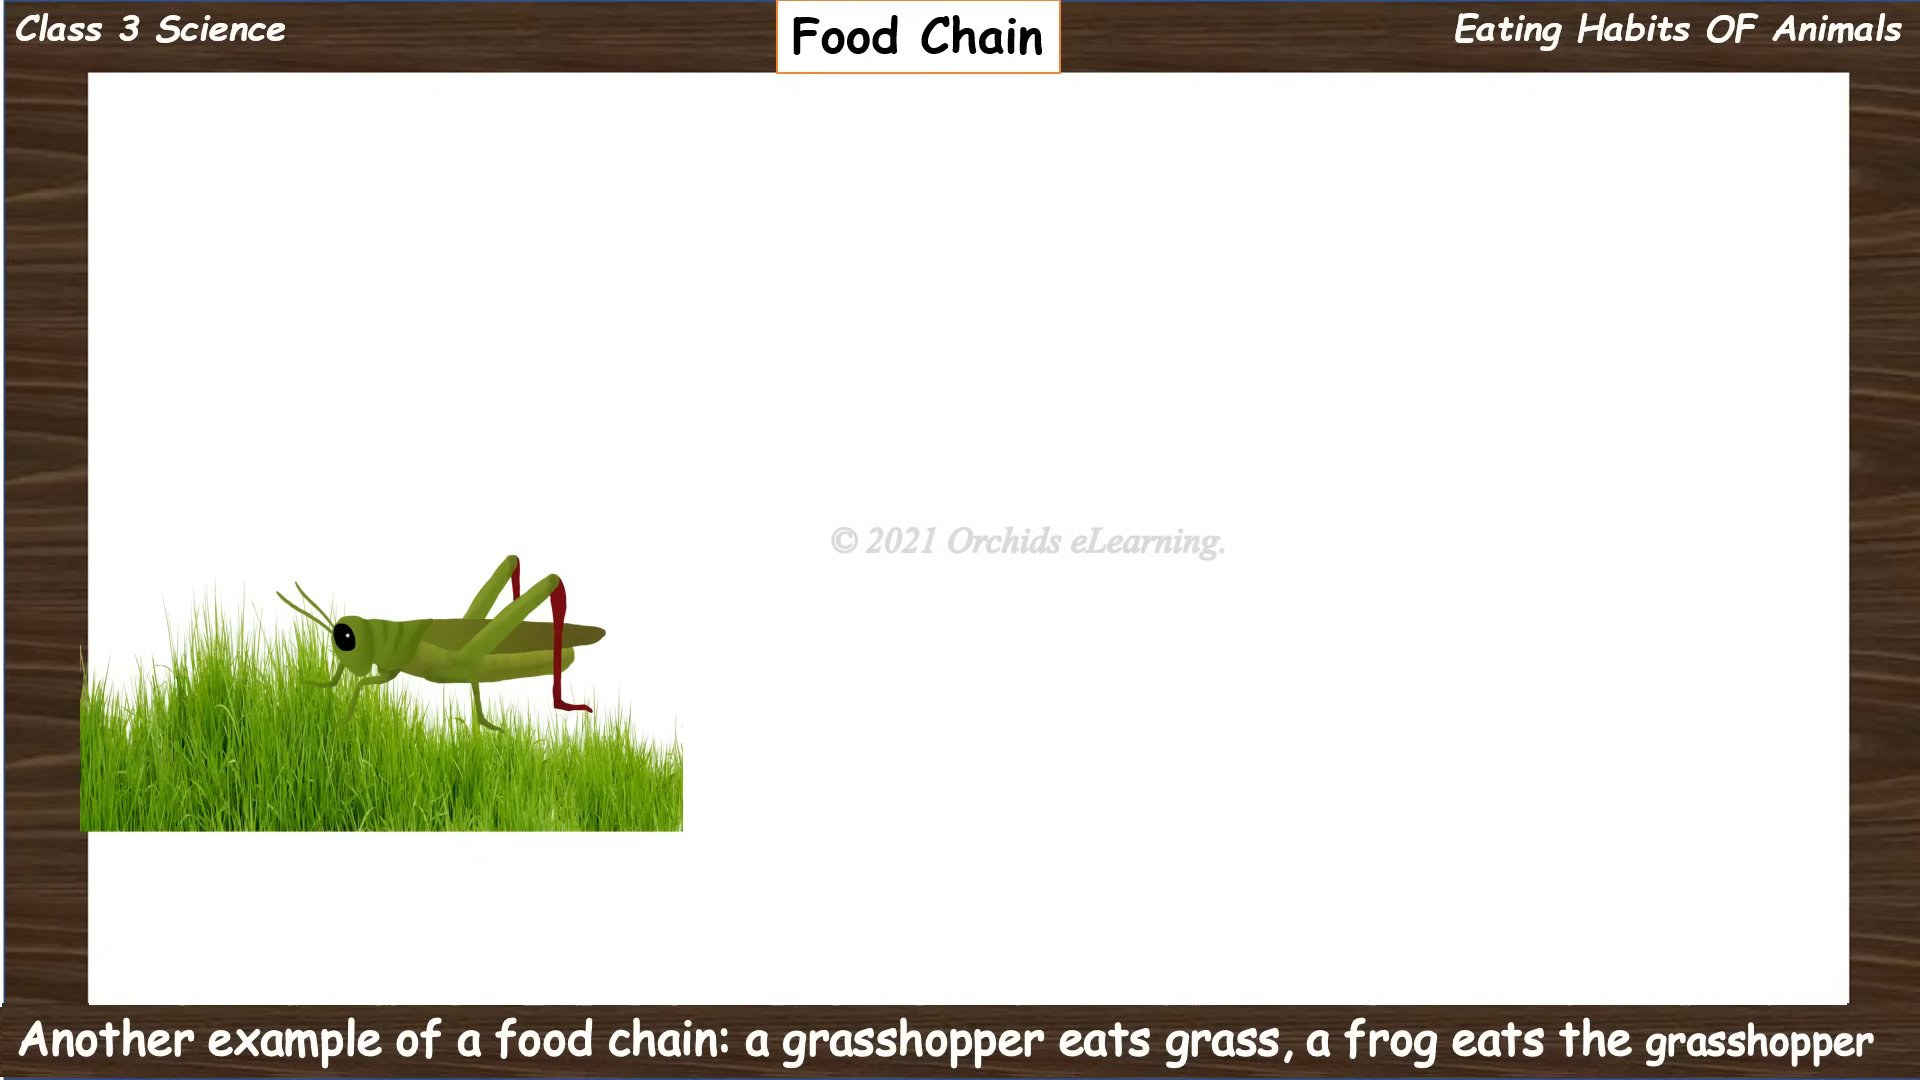 Class 3 Science
Food Chain
Eating Habits OF Animals
© 2021 Orchids eLearning.
Another example of a food chain: a grasshopper eats grass, a frog eats the grasshopper